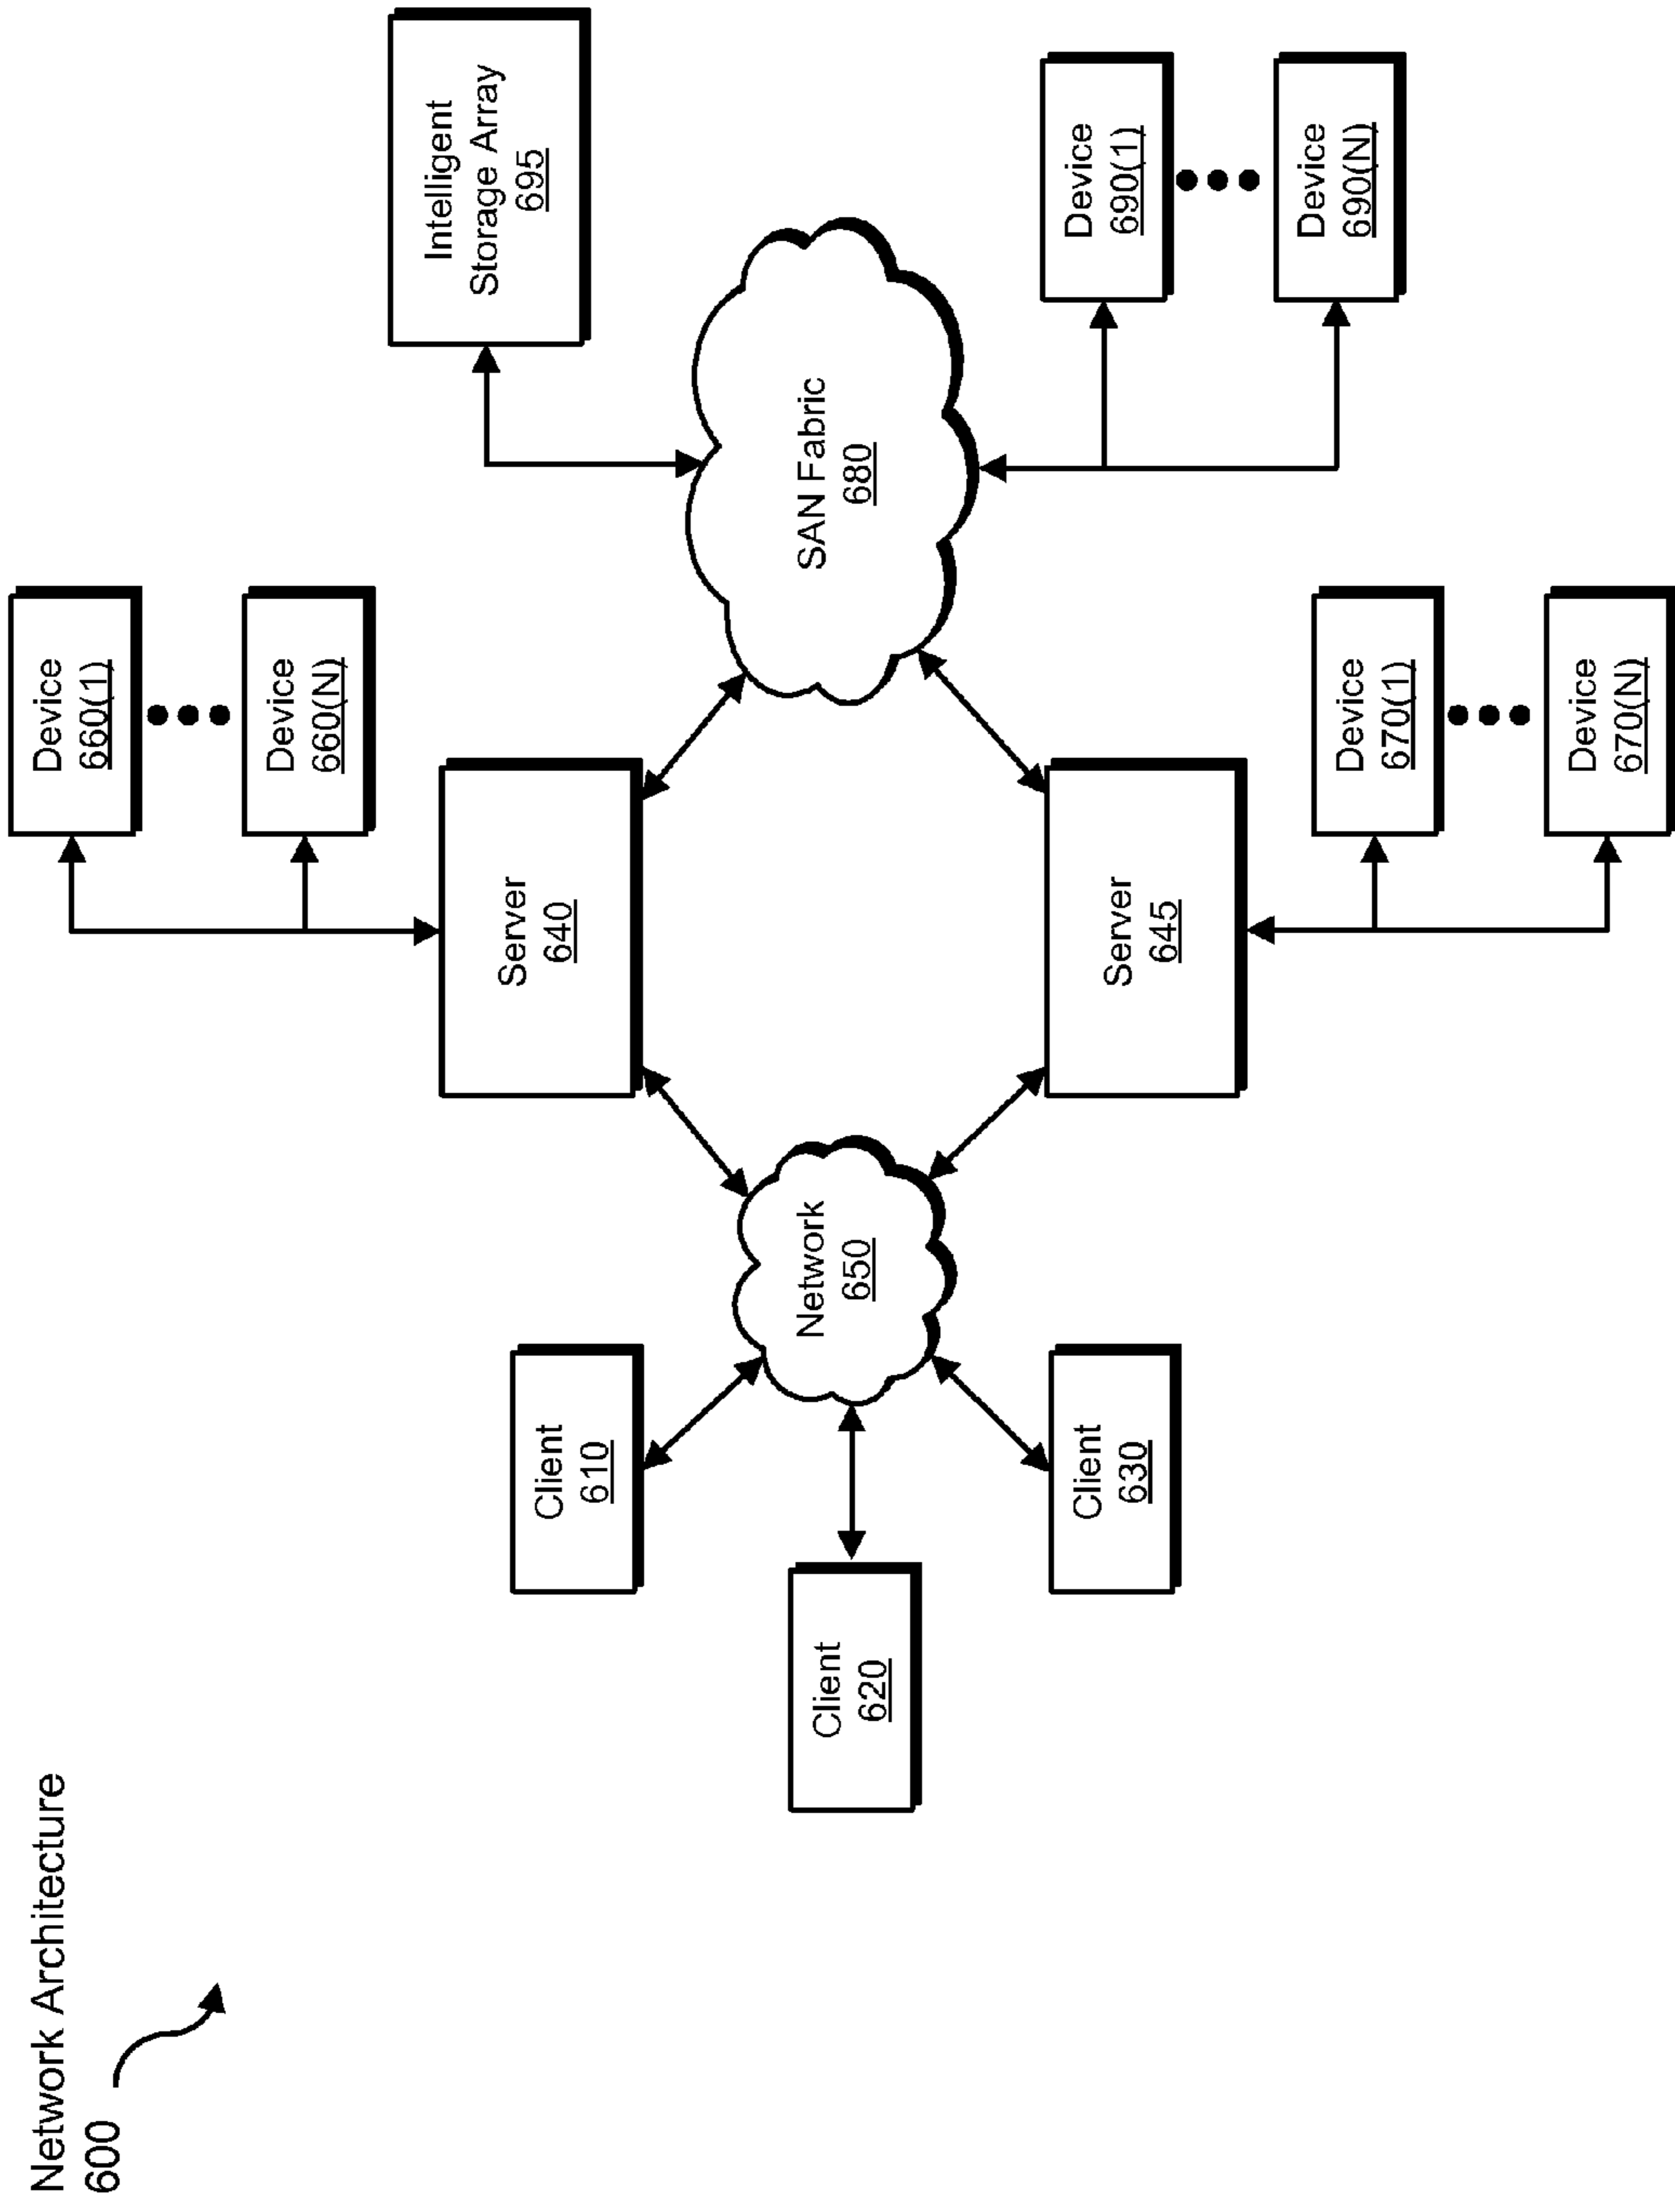 Network Architecture
600
Device
660(1)
Device
660(N)
Intelligent
Storage Array
695
Client
610
Server
640
Client
620
Network
650
SAN Fabric
680
Client
630
Server
645
Device
690(1)
Device
690(N)
Device
670(1)
Device
670(N)